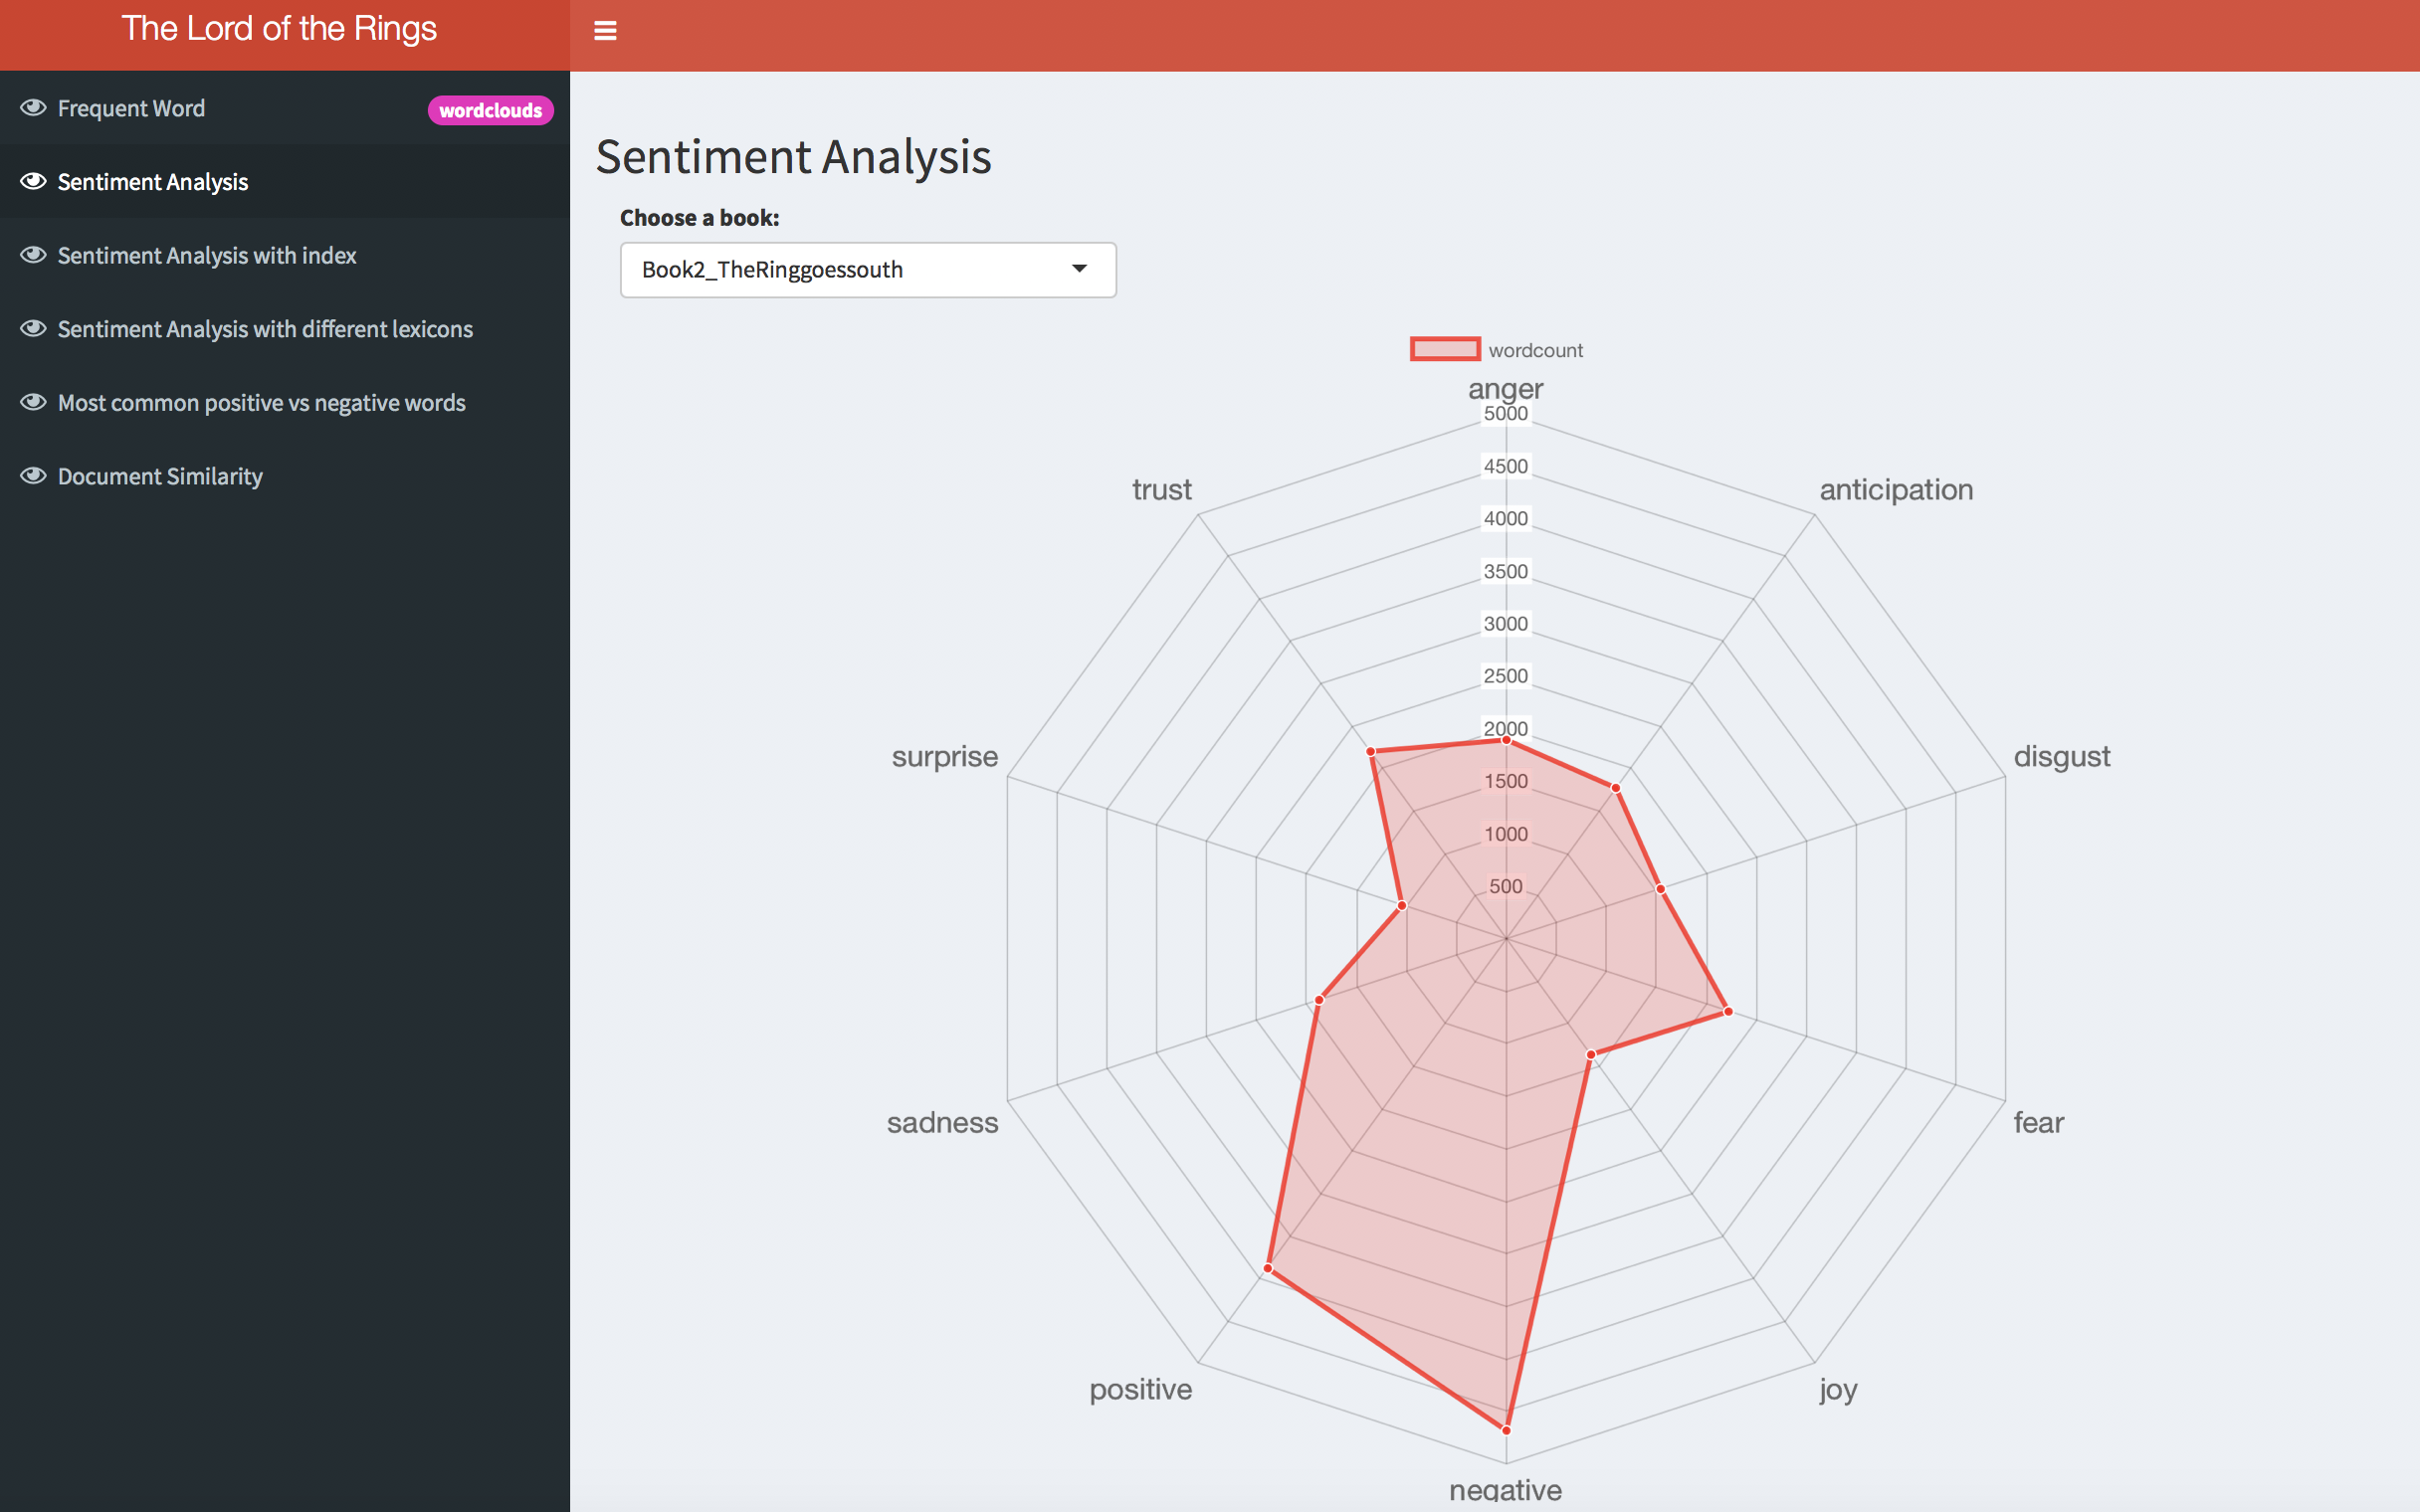 The Lord of the Rings
Frequent Word
wordclouds
Sentiment Analysis
Sentiment Analysis with index
Sentiment Analysis with different lexicons
Most common positive vs negative words
Document Similarity
Sentiment Analysis
Choose a book:
Book2_TheRinggoessouth
wordcount
anger
5000
4500
trust
anticipation
4000
3500
3000
2500
2000
surprise
disgust
1500
1000
500
sadness
fear
positive
joy
negative